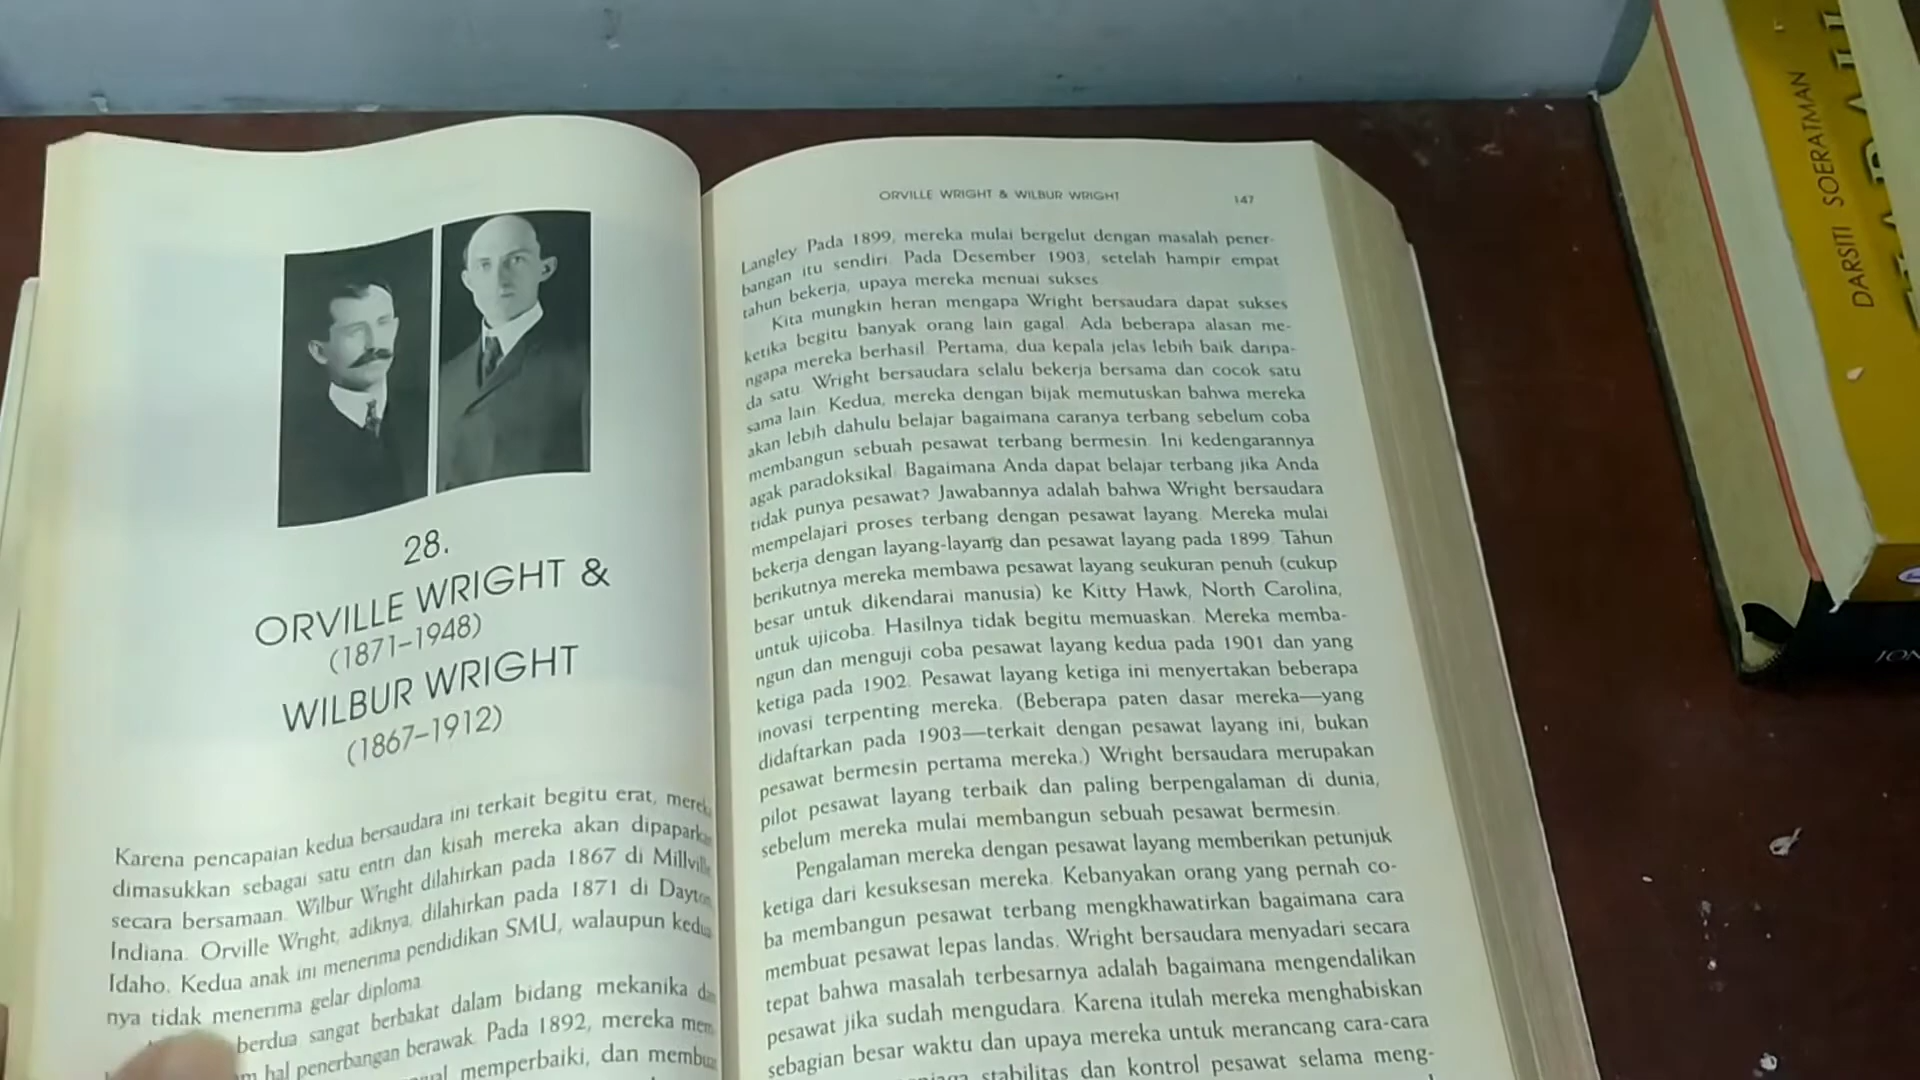 28.
ORVILLE WRIGHT &
(1871–1948)
WILBUR WRIGHT
(1867–1912)
Karena pencapaian kedua bersaudara ini terkait begitu erat, mereka
dimasukkan sebagai satu entri dan kisah mereka akan dipaparkan
secara bersamaan. Wilbur Wright dilahirkan pada 1867 di Millville
Indiana. Orville Wright, adiknya, dilahirkan pada 1871 di Dayton
Idaho. Kedua anak ini menerima pendidikan SMU, walaupun kedua
nya tidak menerima gelar diploma.
berdua sangat berbakat dalam bidang mekanika dan
hal penerbangan berawak. Pada 1892, mereka mem
memperbaiki, dan membuat
ORVILLE WRIGHT & WILBUR WRIGHT 147
Langley. Pada 1899, mereka mulai bergelut dengan masalah pener-
bangan itu sendiri. Pada Desember 1903, setelah hampir empat
tahun bekerja, upaya mereka menuai sukses.
Kita mungkin heran mengapa Wright bersaudara dapat sukses
ketika begitu banyak orang lain gagal. Ada beberapa alasan me-
ngapa mereka berhasil. Pertama, dua kepala jelas lebih baik daripa-
da satu. Wright bersaudara selalu bekerja bersama dan cocok satu
sama lain. Kedua, mereka dengan bijak memutuskan bahwa mereka
akan lebih dahulu belajar bagaimana caranya terbang sebelum coba
membangun sebuah pesawat terbang bermesin. Ini kedengarannya
agak paradoksikal. Bagaimana Anda dapat belajar terbang jika Anda
tidak punya pesawat? Jawabannya adalah bahwa Wright bersaudara
mempelajari proses terbang dengan pesawat layang. Mereka mulai
bekerja dengan layang-layang dan pesawat layang pada 1899. Tahun
berikutnya mereka membawa pesawat layang seukuran penuh (cukup
besar untuk dikendarai manusia) ke Kitty Hawk, North Carolina,
untuk ujicoba. Hasilnya tidak begitu memuaskan. Mereka memba-
ngun dan menguji coba pesawat layang kedua pada 1901 dan yang
ketiga pada 1902. Pesawat layang ketiga ini menyertakan beberapa
inovasi terpenting mereka. (Beberapa paten dasar mereka—yang
didaftarkan pada 1903—terkait dengan pesawat layang ini, bukan
pesawat bermesin pertama mereka.) Wright bersaudara merupakan
pilot pesawat layang terbaik dan paling berpengalaman di dunia,
sebelum mereka mulai membangun sebuah pesawat bermesin.
Pengalaman mereka dengan pesawat layang memberikan petunjuk
ketiga dari kesuksesan mereka. Kebanyakan orang yang pernah co-
ba membangun pesawat terbang mengkhawatirkan bagaimana cara
membuat pesawat lepas landas. Wright bersaudara menyadari secara
tepat bahwa masalah terbesarnya adalah bagaimana mengendalikan
pesawat jika sudah mengudara. Karena itulah mereka menghabiskan
sebagian besar waktu dan upaya mereka untuk merancang cara-cara
stabilitas dan kontrol pesawat selama meng-
DARSITI SOERATMAN
JON